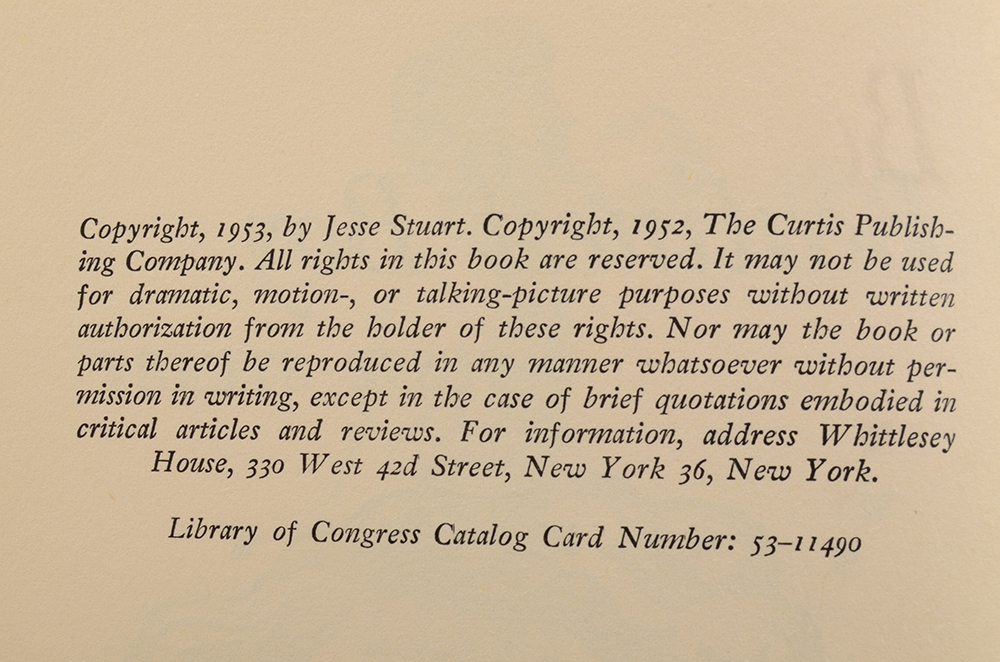 Copyright, 1953, by Jesse Stuart. Copyright, 1952, The Curtis Publish-
ing Company. All rights in this book are reserved. It may not be used
for dramatic, motion-, or talking-picture purposes without written
authorization from the holder of these rights. Nor may the book or
parts thereof be reproduced in any manner whatsoever without per-
mission in writing, except in the case of brief quotations embodied in
critical articles and reviews. For information, address Whittlesey
House, 330 West 42d Street, New York 36, New York.
Library of Congress Catalog Card Number: 53-11490